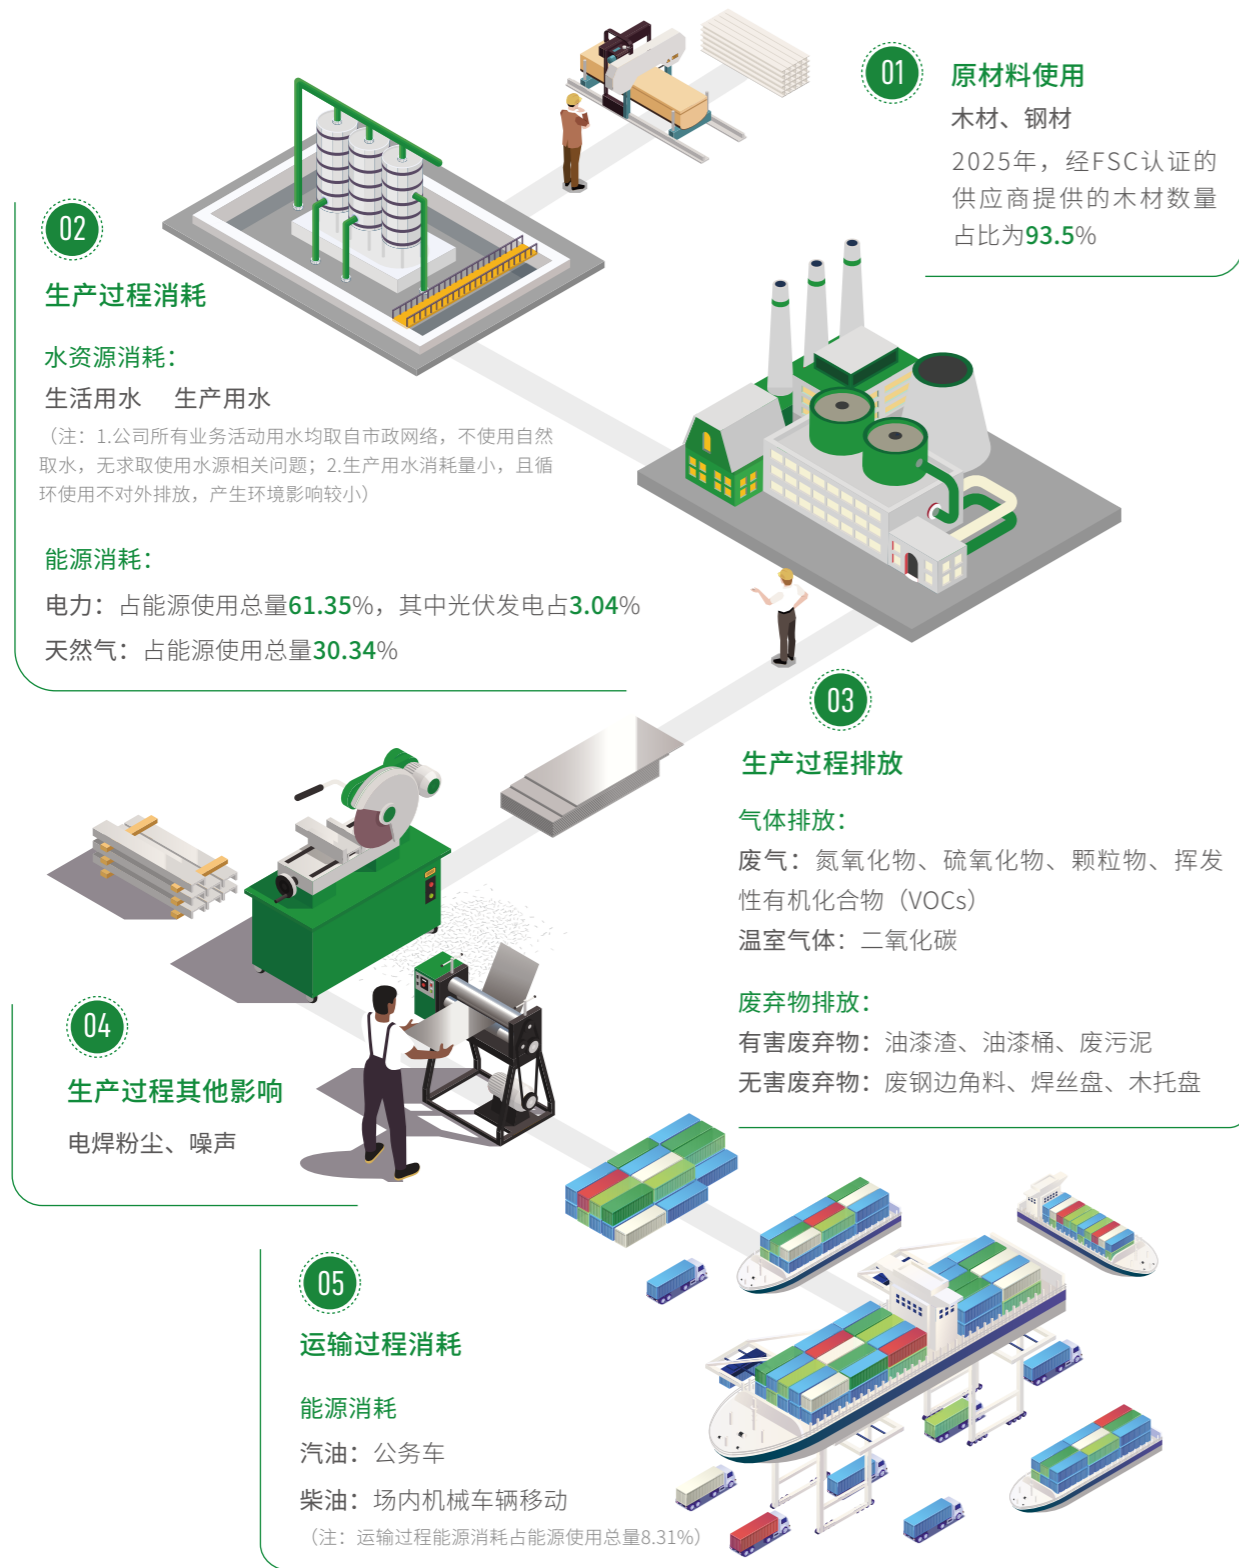 01
原材料使用
木材、钢材
2025年，经FSC认证的
供应商提供的木材数量
占比为93.5%
02
生产过程消耗
水资源消耗：
生活用水 生产用水
（注：1.公司所有业务活动用水均取自市政网络，不使用自然
取水，无求取使用水源相关问题；2.生产用水消耗量小，且循
环使用不对外排放，产生环境影响较小）
能源消耗：
电力：占能源使用总量61.35%，其中光伏发电占3.04%
天然气：占能源使用总量30.34%
03
生产过程排放
气体排放：
废气：氮氧化物、硫氧化物、颗粒物、挥发
性有机化合物（VOCs）
温室气体：二氧化碳
废弃物排放：
有害废弃物：油漆渣、油漆桶、废污泥
无害废弃物：废钢边角料、焊丝盘、木托盘
04
生产过程其他影响
电焊粉尘、噪声
05
运输过程消耗
能源消耗
汽油：公务车
柴油：场内机械车辆移动
（注：运输过程能源消耗占能源使用总量8.31%）